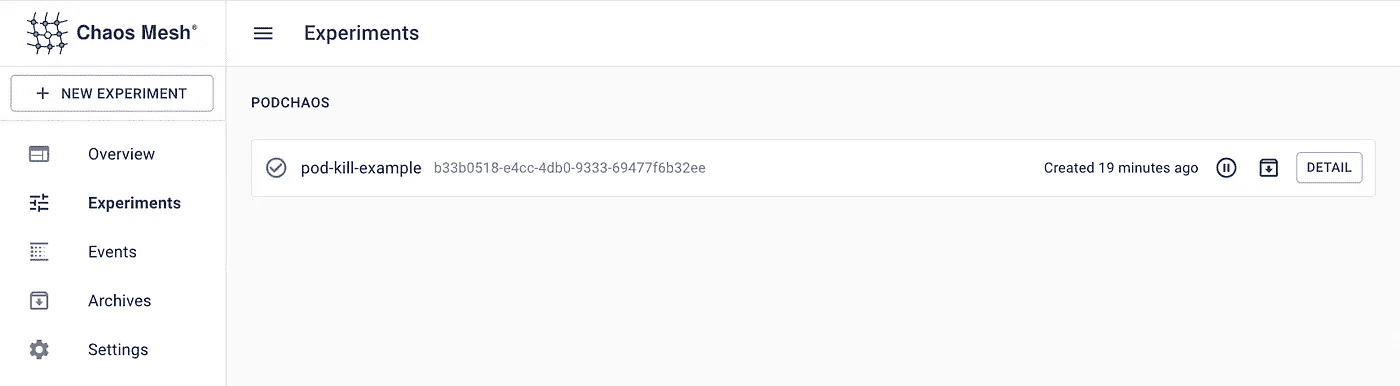 Chaos Mesh®
Experiments
+ NEW EXPERIMENT
Overview
Experiments
Events
Archives
Settings
PODCHAOS
pod-kill-example b33b0518-e4cc-4db0-9333-69477f6b32ee Created 19 minutes ago DETAIL